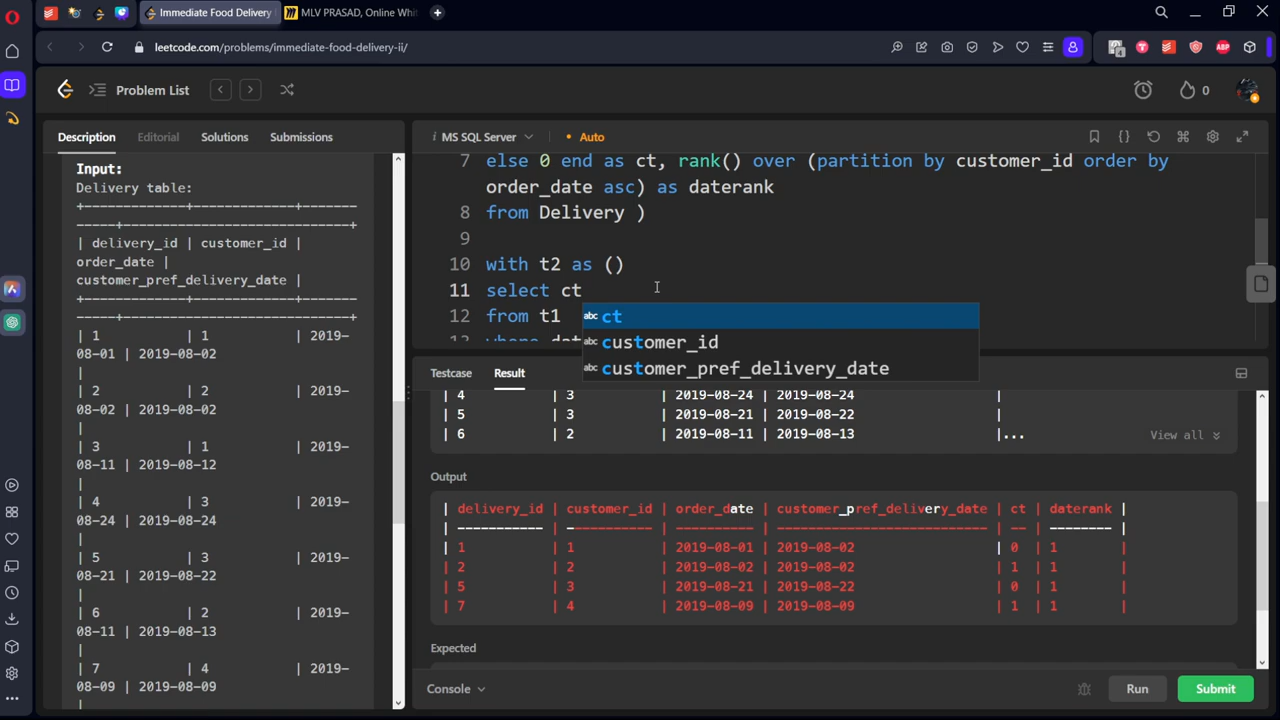 Immediate Food Delivery
MLV PRASAD, Online Whit
leetcode.com/problems/immediate-food-delivery-ii/
Problem List
0
Description
Editorial
Solutions
Submissions
MS SQL Server
Auto
Input:
Delivery table:
+-------------+-------------+-------
-----+-----------------------------+
| delivery_id | customer_id |
order_date |
customer_pref_delivery_date |
+-------------+-------------+-------
-----+-----------------------------+
| 1 | 1 | 2019-
08-01 | 2019-08-02
|
| 2 | 2 | 2019-
08-02 | 2019-08-02
|
| 3 | 1 | 2019-
08-11 | 2019-08-12
|
| 4 | 3 | 2019-
08-24 | 2019-08-24
|
| 5 | 3 | 2019-
08-21 | 2019-08-22
|
| 6 | 2 | 2019-
08-11 | 2019-08-13
|
| 7 | 4 | 2019-
08-09 | 2019-08-09
|
7 else 0 end as ct, rank() over (partition by customer_id order by
order_date asc) as daterank
8 from Delivery )
9
10 with t2 as ()
11 select ct
12 from t1
13 where dat
abc ct
abc customer_id
abc customer_pref_delivery_date
Testcase
Result
| 4 | 3 | 2019-08-24 | 2019-08-24 |
| 5 | 3 | 2019-08-21 | 2019-08-22 |
| 6 | 2 | 2019-08-11 | 2019-08-13 |...
View all
Output
| delivery_id | customer_id | order_date | customer_pref_delivery_date | ct | daterank |
| ----------- | ----------- | ---------- | --------------------------- | -- | -------- |
| 1 | 1 | 2019-08-01 | 2019-08-02 | 0 | 1 |
| 2 | 2 | 2019-08-02 | 2019-08-02 | 1 | 1 |
| 5 | 3 | 2019-08-21 | 2019-08-22 | 0 | 1 |
| 7 | 4 | 2019-08-09 | 2019-08-09 | 1 | 1 |
Expected
Console
Run
Submit